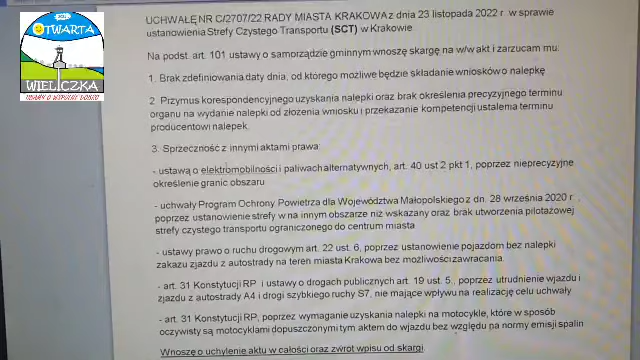 OTWARTA
WIELICZKA
DBAMY O WSPÓLNE DOBRO
UCHWAŁĘ NR C/2707/22 RADY MIASTA KRAKOWA z dnia 23 listopada 2022 r w sprawie
ustanowienia Strefy Czystego Transportu (SCT) w Krakowie
Na podst. art. 101 ustawy o samorządzie gminnym wnoszę skargę na w/w akt i zarzucam mu:
1. Brak zdefiniowania daty dnia, od którego możliwe będzie składanie wniosków o nalepkę
2. Przymus korespondencyjnego uzyskania nalepki oraz brak określenia precyzyjnego terminu
organu na wydanie nalepki od złożenia wniosku i przekazanie kompetencji ustalenia terminu
producentowi nalepek.
3. Sprzeczność z innymi aktami prawa:
- ustawą o elektromobilności i paliwach alternatywnych, art. 40 ust 2 pkt 1, poprzez nieprecyzyjne
określenie granic obszaru
- uchwały Program Ochrony Powietrza dla Województwa Małopolskiego z dn. 28 września 2020 r.,
poprzez ustanowienie strefy w na innym obszarze niż wskazany oraz brak utworzenia pilotażowej
strefy czystego transportu ograniczonego do centrum miasta
- ustawy prawo o ruchu drogowym art. 22 ust. 6, poprzez ustanowienie pojazdom bez nalepki
zakazu zjazdu z autostrady na teren miasta Krakowa bez możliwości zawracania.
- art. 31 Konstytucji RP i ustawy o drogach publicznych art. 19 ust. 5., poprzez utrudnienie wjazdu i
zjazdu z autostrady A4 i drogi szybkiego ruchy S7, nie mające wpływu na realizację celu uchwały
- art. 31 Konstytucji RP, poprzez wymaganie uzyskania nalepki na motocykle, które w sposób
oczywisty są motocyklami dopuszczonymi tym aktem do wjazdu bez względu na normy emisji spalin
Wnoszę o uchylenie aktu w całości oraz zwrot wpisu od skargi.